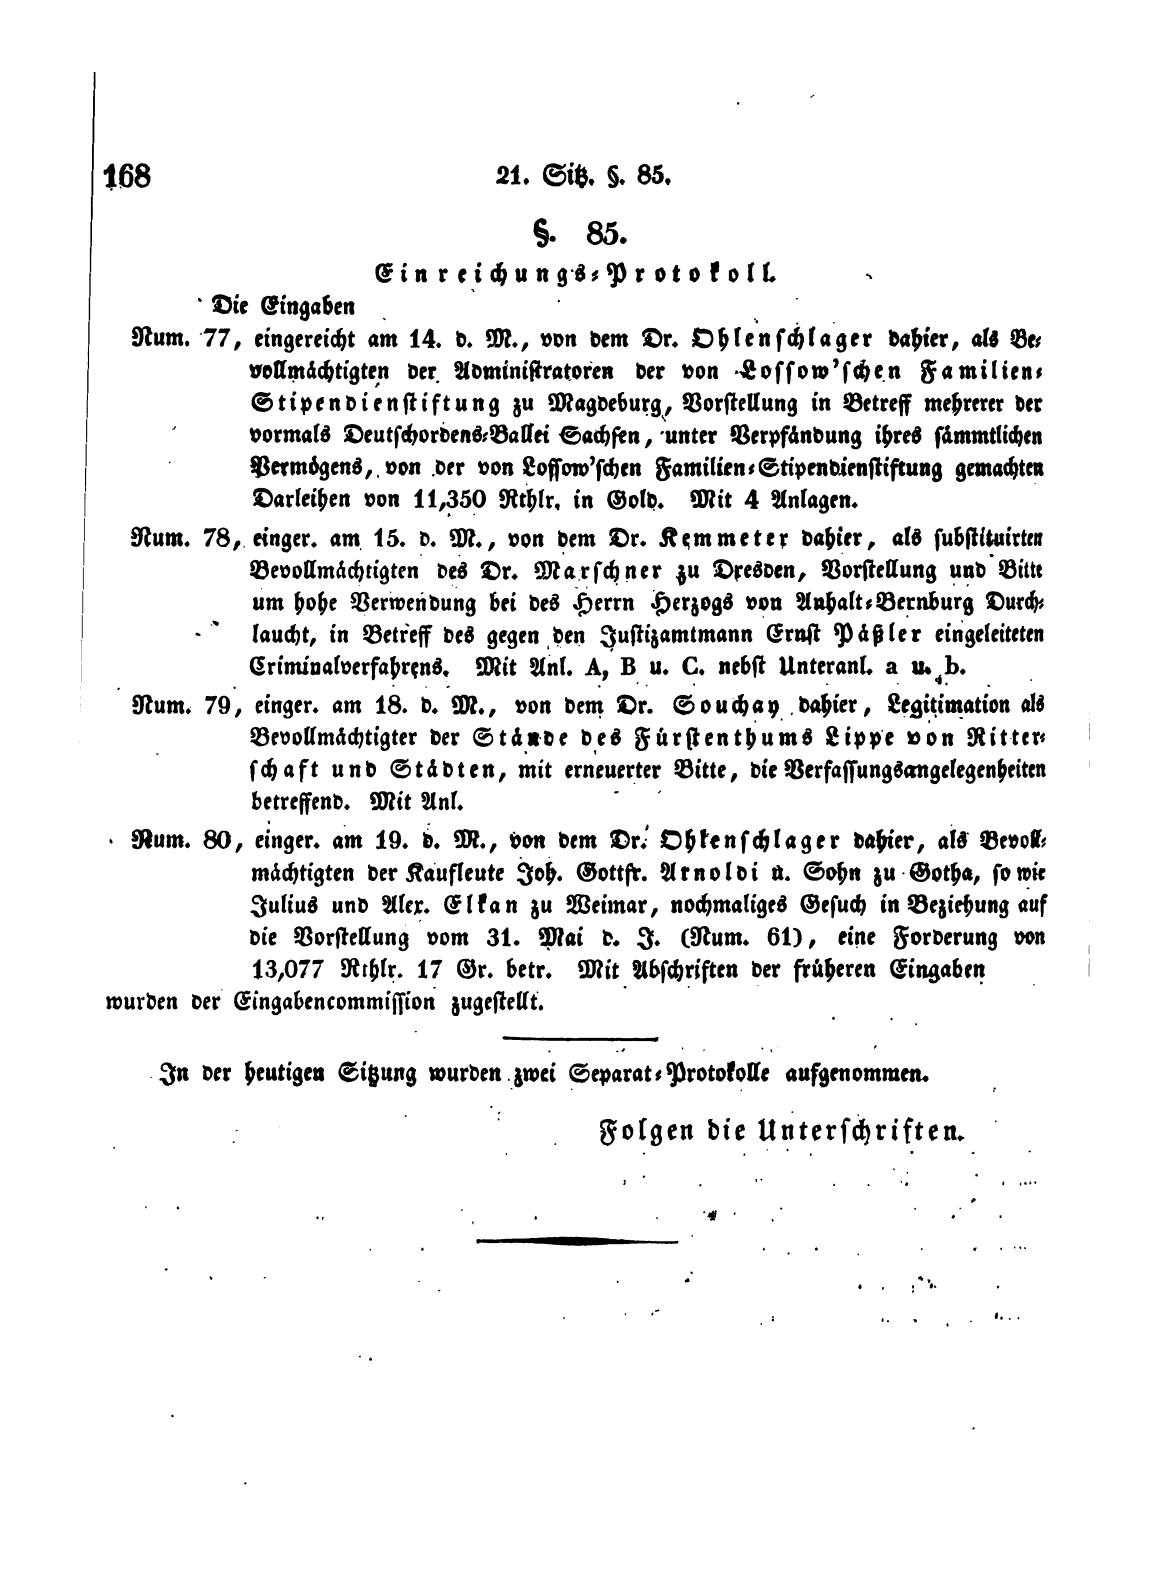 168 21. Sitz. §. 85.
§. 85.
Einreichungs-Protokoll.
Die Eingaben
Num. 77, eingereicht am 14. d. M., von dem Dr. Ohlenschlager dahier, als Be-
vollmächtigten der Administratoren der von Lossow'schen Familien-
Stipendienstiftung zu Magdeburg, Vorstellung in Betreff mehrerer der
vormals Deutschordens-Ballei Sachsen, unter Verpfändung ihres sämmtlichen
Vermögens, von der von Lossow'schen Familien-Stipendienstiftung gemachten
Darleihen von 11,350 Rthlr. in Gold. Mit 4 Anlagen.
Num. 78, einger. am 15. d. M., von dem Dr. Kemmeter dahier, als substituirten
Bevollmächtigten des Dr. Marschner zu Dresden, Vorstellung und Bitte
um hohe Verwendung bei des Herrn Herzogs von Anhalt-Bernburg Durch-
laucht, in Betreff des gegen den Justizamtmann Ernst Päßler eingeleiteten
Criminalverfahrens. Mit Anl. A, B u. C. nebst Unteranl. a u. b.
Num. 79, einger. am 18. d. M., von dem Dr. Souchay dahier, Legitimation als
Bevollmächtigter der Stände des Fürstenthums Lippe von Ritter-
schaft und Städten, mit erneuerter Bitte, die Verfassungsangelegenheiten
betreffend. Mit Anl.
Num. 80, einger. am 19. d. M., von dem Dr. Ohlenschlager dahier, als Bevoll-
mächtigten der Kaufleute Joh. Gottfr. Arnoldi u. Sohn zu Gotha, so wie
Julius und Alex. Elkan zu Weimar, nochmaliges Gesuch in Beziehung auf
die Vorstellung vom 31. Mai d. J. (Num. 61), eine Forderung von
13,077 Rthlr. 17 Gr. betr. Mit Abschriften der früheren Eingaben
wurden der Eingabencommission zugestellt.
In der heutigen Sitzung wurden zwei Separat-Protokolle aufgenommen.
Folgen die Unterschriften.